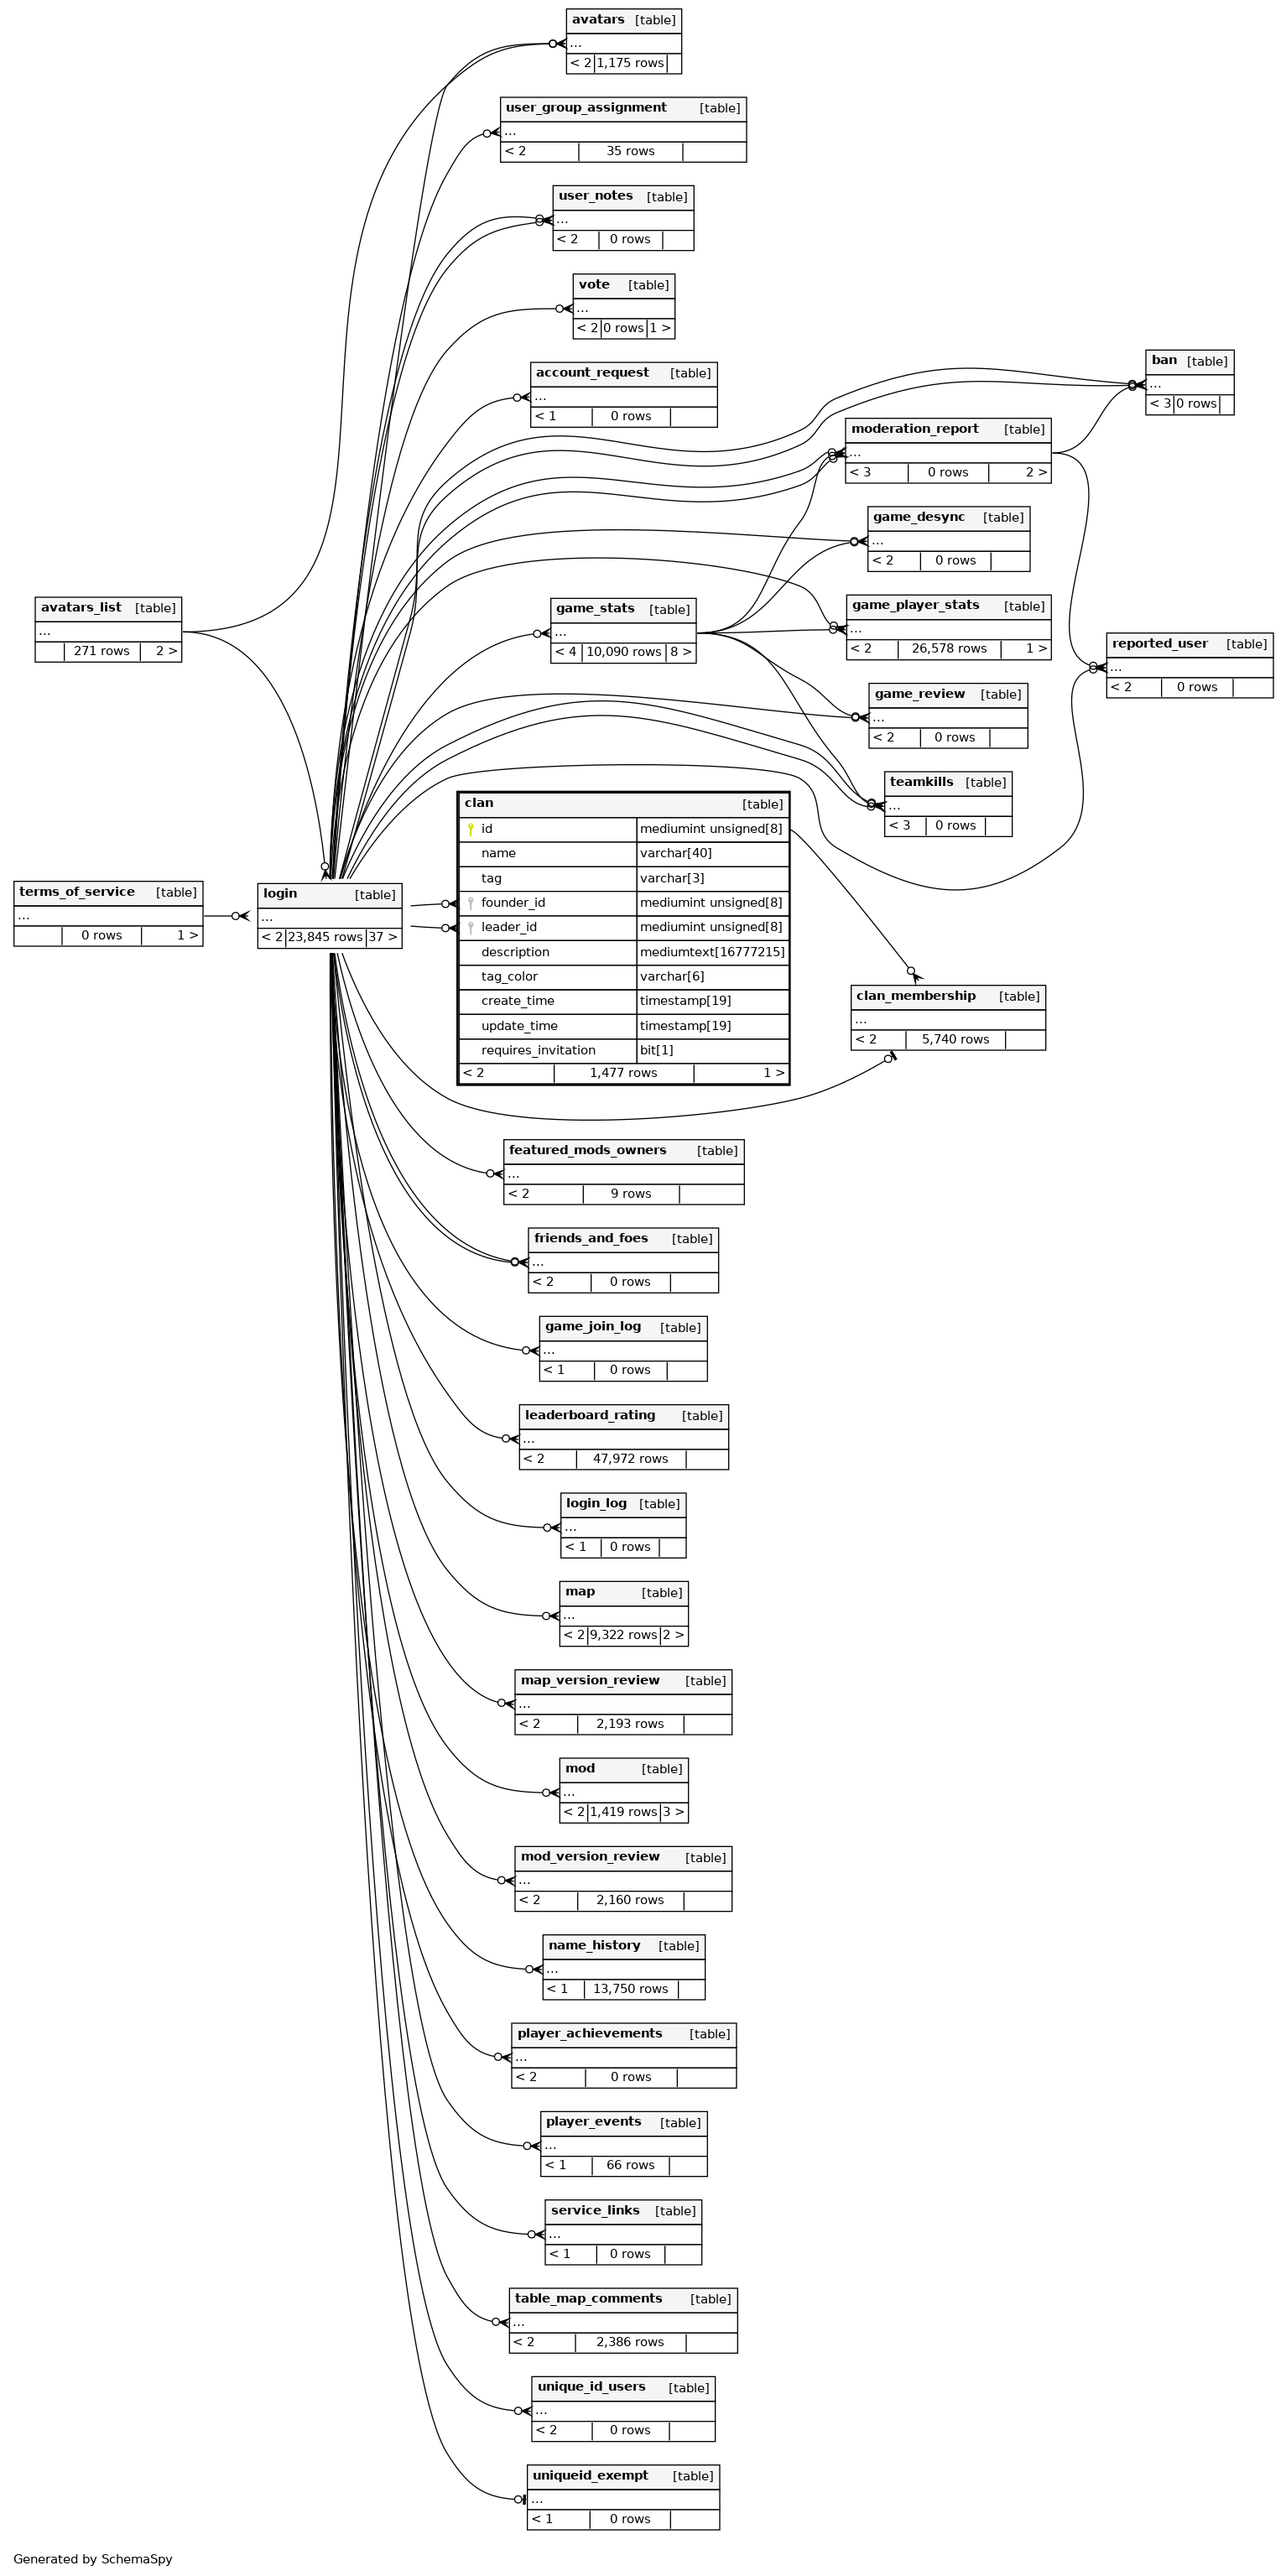 avatars [table]
...
< 2 1,175 rows
user_group_assignment [table]
...
< 2 35 rows
user_notes [table]
...
< 2 0 rows
vote [table]
...
< 2 0 rows 1 >
account_request [table]
...
< 1 0 rows
ban [table]
...
< 3 0 rows
moderation_report [table]
...
< 3 0 rows 2 >
game_desync [table]
...
< 2 0 rows
avatars_list [table]
...
271 rows 2 >
game_stats [table]
...
< 4 10,090 rows 8 >
game_player_stats [table]
...
< 2 26,578 rows 1 >
reported_user [table]
...
< 2 0 rows
game_review [table]
...
< 2 0 rows
teamkills [table]
...
< 3 0 rows
terms_of_service [table]
...
0 rows 1 >
login [table]
...
< 2 23,845 rows 37 >
clan [table]
id mediumint unsigned[8]
name varchar[40]
tag varchar[3]
founder_id mediumint unsigned[8]
leader_id mediumint unsigned[8]
description mediumtext[16777215]
tag_color varchar[6]
create_time timestamp[19]
update_time timestamp[19]
requires_invitation bit[1]
< 2 1,477 rows 1 >
clan_membership [table]
...
< 2 5,740 rows
featured_mods_owners [table]
...
< 2 9 rows
friends_and_foes [table]
...
< 2 0 rows
game_join_log [table]
...
< 1 0 rows
leaderboard_rating [table]
...
< 2 47,972 rows
login_log [table]
...
< 1 0 rows
map [table]
...
< 2 9,322 rows 2 >
map_version_review [table]
...
< 2 2,193 rows
mod [table]
...
< 2 1,419 rows 3 >
mod_version_review [table]
...
< 2 2,160 rows
name_history [table]
...
< 1 13,750 rows
player_achievements [table]
...
< 2 0 rows
player_events [table]
...
< 1 66 rows
service_links [table]
...
< 1 0 rows
table_map_comments [table]
...
< 2 2,386 rows
unique_id_users [table]
...
< 2 0 rows
uniqueid_exempt [table]
...
< 1 0 rows
Generated by SchemaSpy